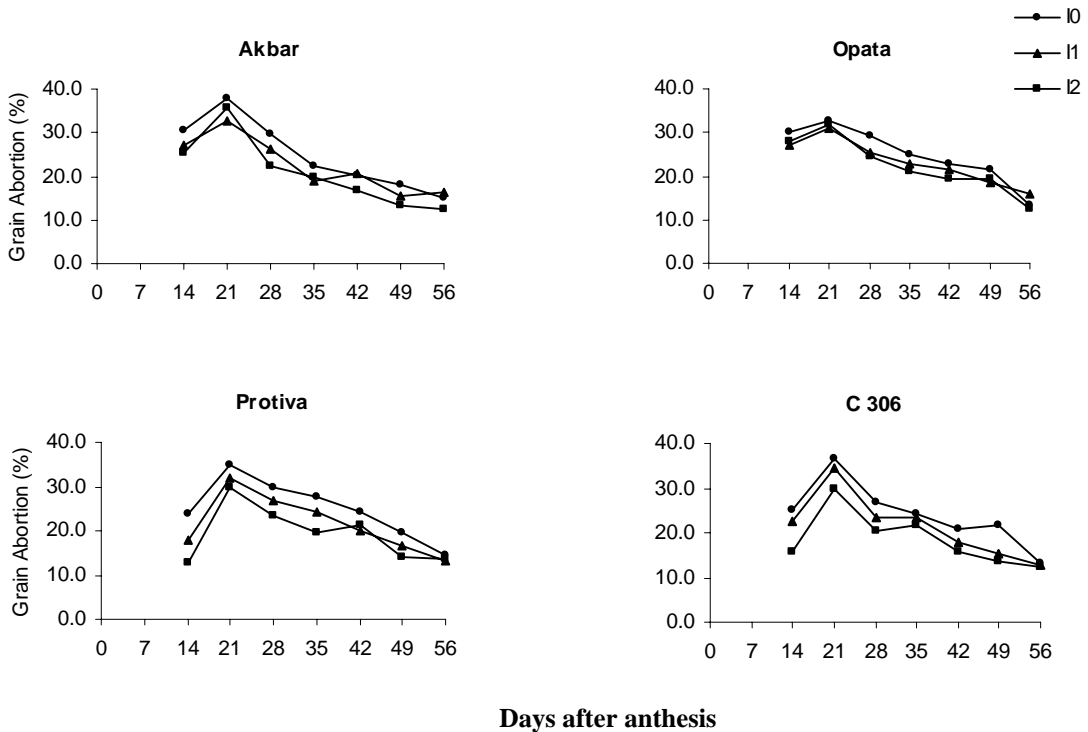 I0
I1
I2
Akbar
Grain Abortion (%)
40.0
30.0
20.0
10.0
0.0
0 7 14 21 28 35 42 49 56
Opata
40.0
30.0
20.0
10.0
0.0
0 7 14 21 28 35 42 49 56
Protiva
Grain Abortion (%)
40.0
30.0
20.0
10.0
0.0
0 7 14 21 28 35 42 49 56
C 306
40.0
30.0
20.0
10.0
0.0
0 7 14 21 28 35 42 49 56
Days after anthesis